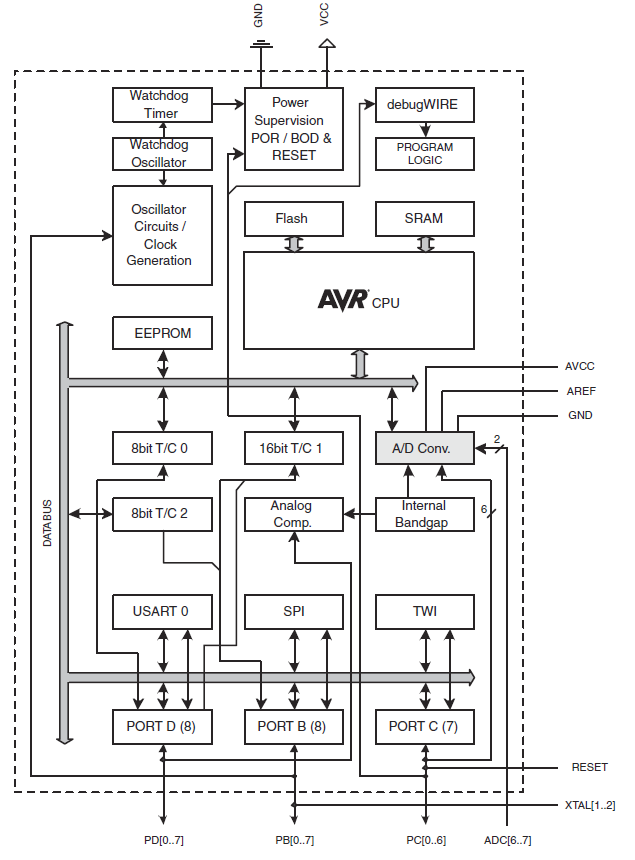 GND
VCC
Watchdog
Timer
Power
Supervision
POR / BOD &
RESET
debugWIRE
Watchdog
Oscillator
PROGRAM
LOGIC
Oscillator
Circuits /
Clock
Generation
Flash
SRAM
AVR® CPU
EEPROM
AVCC
AREF
GND
8bit T/C 0
16bit T/C 1
A/D Conv.
2
DATABUS
8bit T/C 2
Analog
Comp.
Internal
Bandgap
6
USART 0
SPI
TWI
PORT D (8)
PORT B (8)
PORT C (7)
RESET
XTAL[1..2]
PD[0..7]
PB[0..7]
PC[0..6]
ADC[6..7]